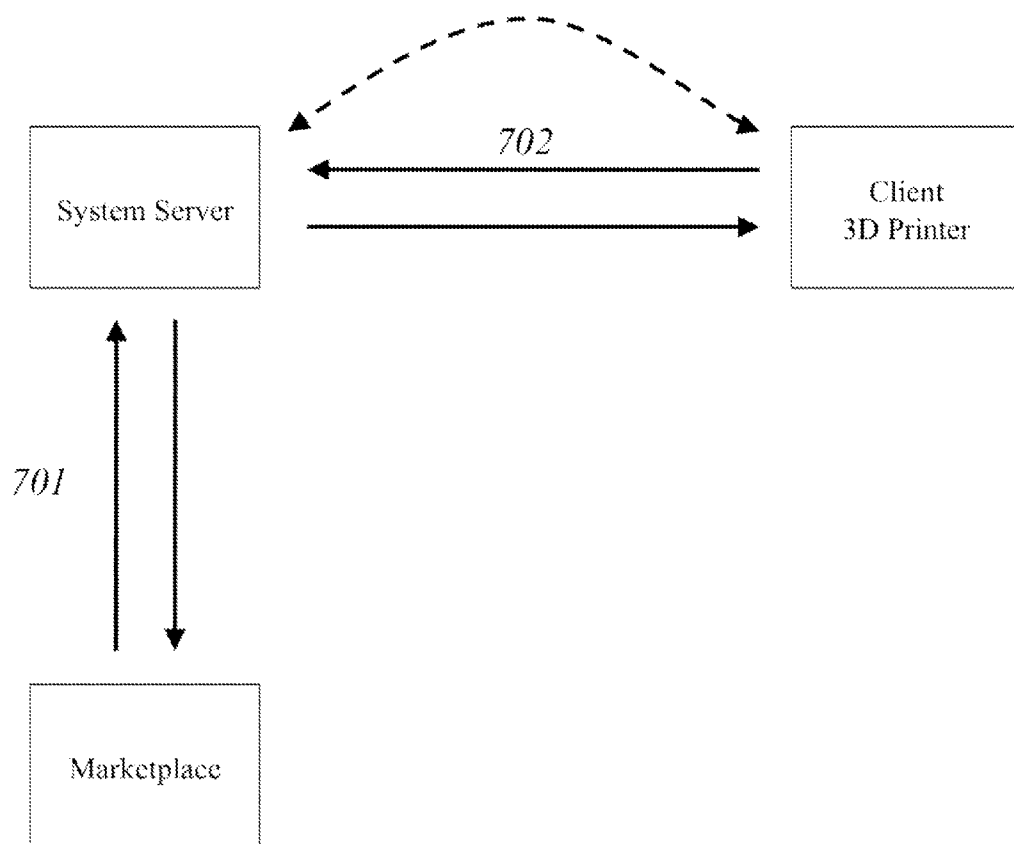 702
System Server
Client
3D Printer
701
Marketplace